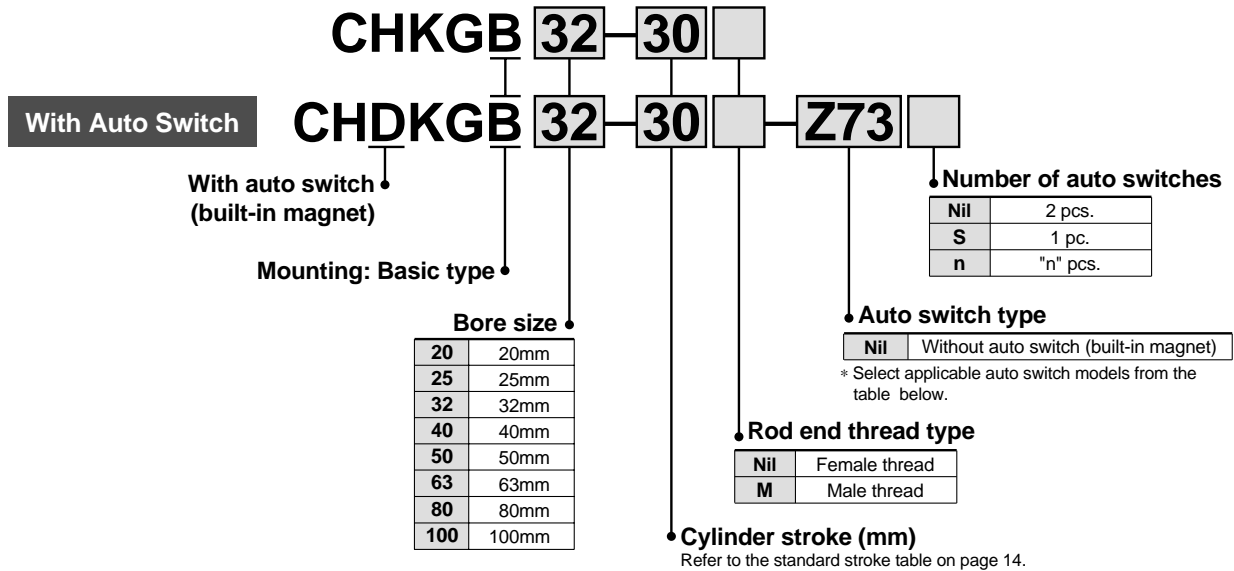 CHKGB 32-30
With Auto Switch
CHDKGB 32-30 - Z73
With auto switch
(built-in magnet)
Mounting: Basic type
Bore size
20 20mm
25 25mm
32 32mm
40 40mm
50 50mm
63 63mm
80 80mm
100 100mm
Number of auto switches
Nil 2 pcs.
S 1 pc.
n "n" pcs.
Auto switch type
Nil Without auto switch (built-in magnet)
* Select applicable auto switch models from the
table below.
Rod end thread type
Nil Female thread
M Male thread
Cylinder stroke (mm)
Refer to the standard stroke table on page 14.